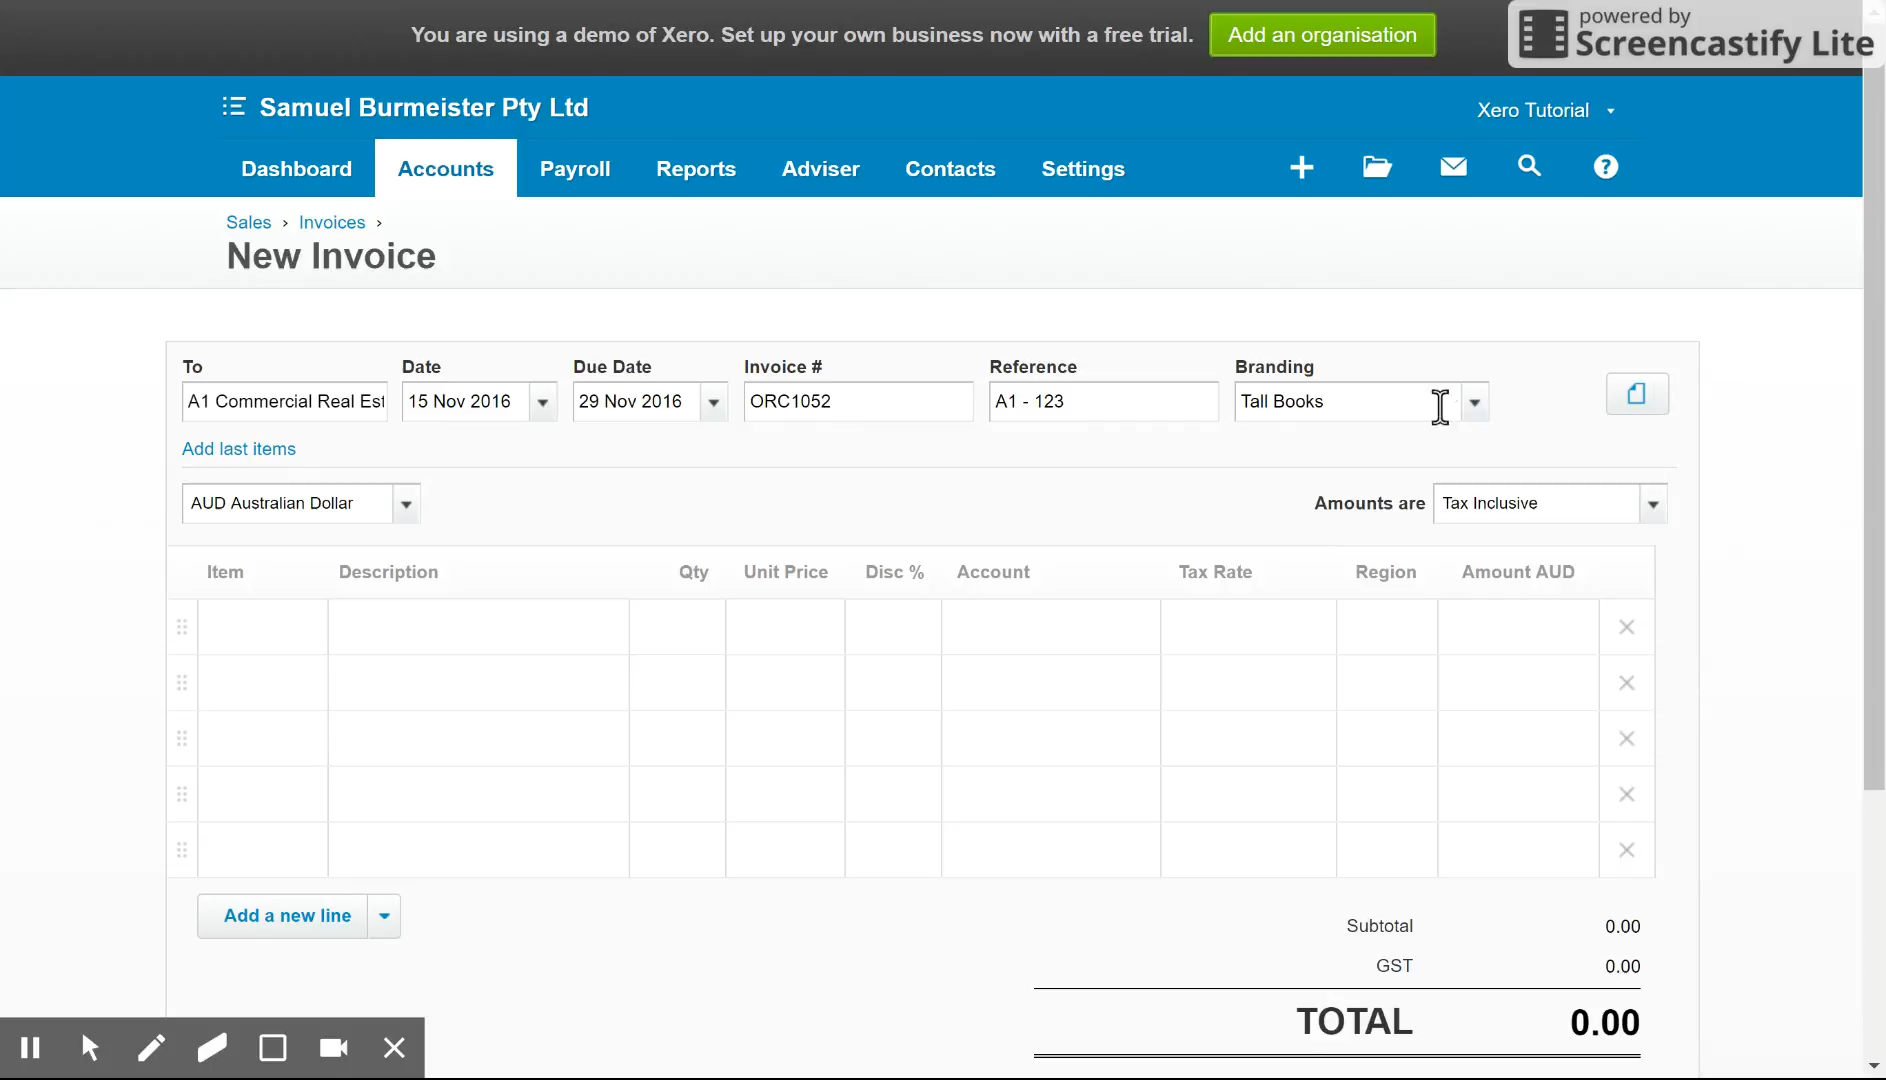 You are using a demo of Xero. Set up your own business now with a free trial.
Add an organisation
powered by
Screencastify Lite
Samuel Burmeister Pty Ltd
Xero Tutorial
Dashboard Accounts Payroll Reports Adviser Contacts Settings
Sales › Invoices ›
New Invoice
To Date Due Date Invoice # Reference Branding
A1 Commercial Real Est 15 Nov 2016 29 Nov 2016 ORC1052 A1 - 123 Tall Books
Add last items
AUD Australian Dollar Amounts are Tax Inclusive
Item Description Qty Unit Price Disc % Account Tax Rate Region Amount AUD
Add a new line
Subtotal 0.00
GST 0.00
TOTAL 0.00